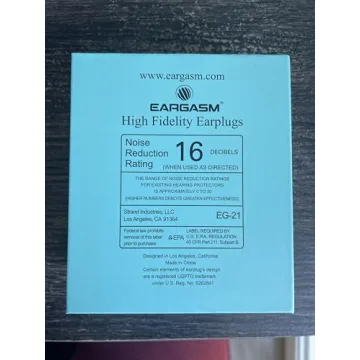 www.eargasm.com
EARGASM®
High Fidelity Earplugs
Noise
Reduction
Rating
16 DECIBELS
(WHEN USED AS DIRECTED)
THE RANGE OF NOISE REDUCTION RATINGS
FOR EXISTING HEARING PROTECTORS
IS APPROXIMATELY 0 TO 30
(HIGHER NUMBERS DENOTE GREATER EFFECTIVENESS)
Strand Industries, LLC
Los Angeles, CA 91364
EG-21
Federal law prohibits
removal of this label
prior to purchase
EPA
LABEL REQUIRED BY
U.S. E.P.A. REGULATION
40 CFR Part 211, Subpart B
Designed in Los Angeles, California
Made in China
Certain elements of eartip's design
are a registered USPTO trademark
under U.S. Reg. No.